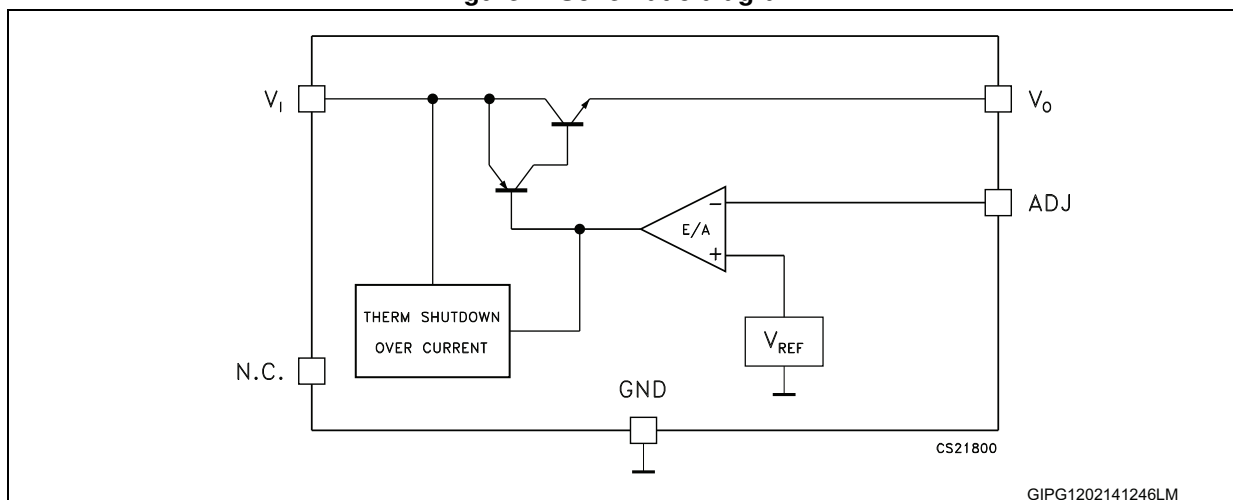 V_I
V_O
ADJ
−
E/A
+
THERM SHUTDOWN
OVER CURRENT
V_REF
N.C.
GND
CS21800
GIPG1202141246LM